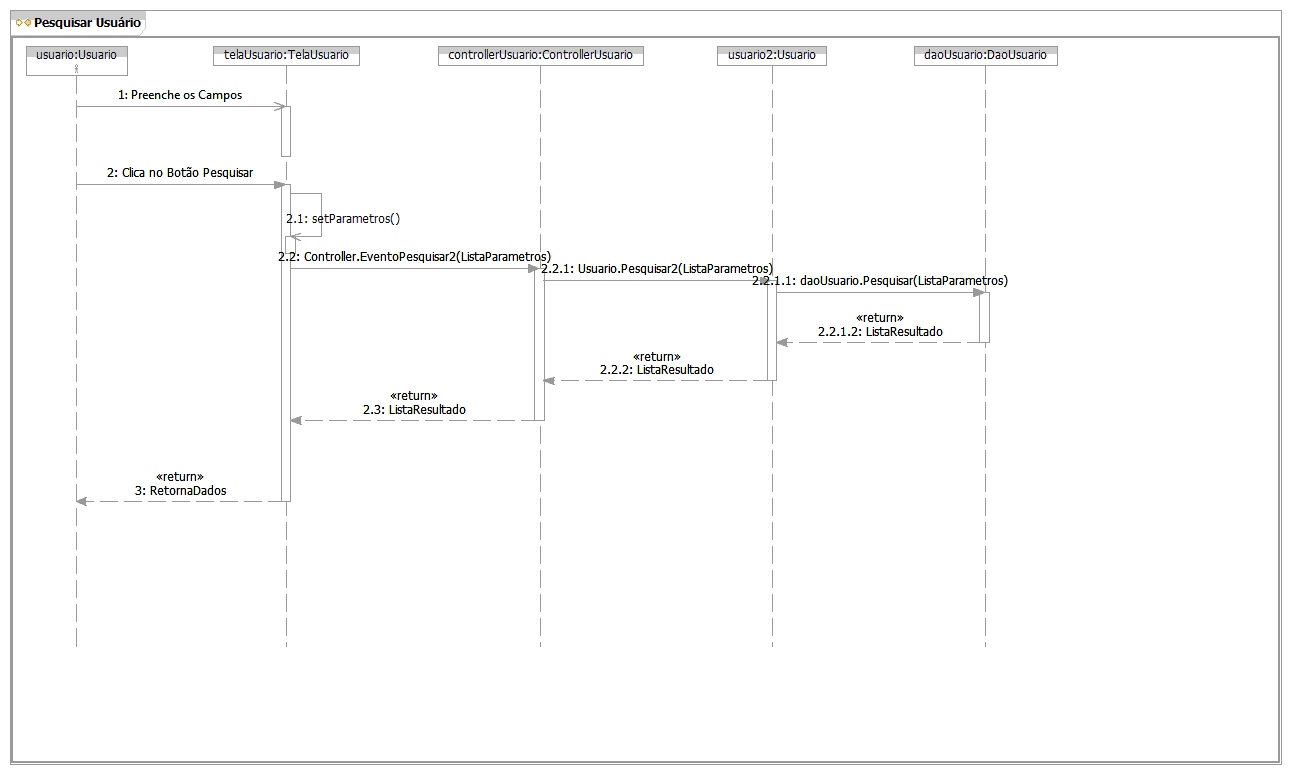 Pesquisar Usuário
usuario:Usuario
telaUsuario:TelaUsuario
controllerUsuario:ControllerUsuario
usuario2:Usuario
daoUsuario:DaoUsuario
1: Preenche os Campos
2: Clica no Botão Pesquisar
2.1: setParametros()
2.2: Controller.EventoPesquisar2(ListaParametros)
2.2.1: Usuario.Pesquisar2(ListaParametros)
2.2.1.1: daoUsuario.Pesquisar(ListaParametros)
«return»
2.2.1.2: ListaResultado
«return»
2.2.2: ListaResultado
«return»
2.3: ListaResultado
«return»
3: RetornaDados